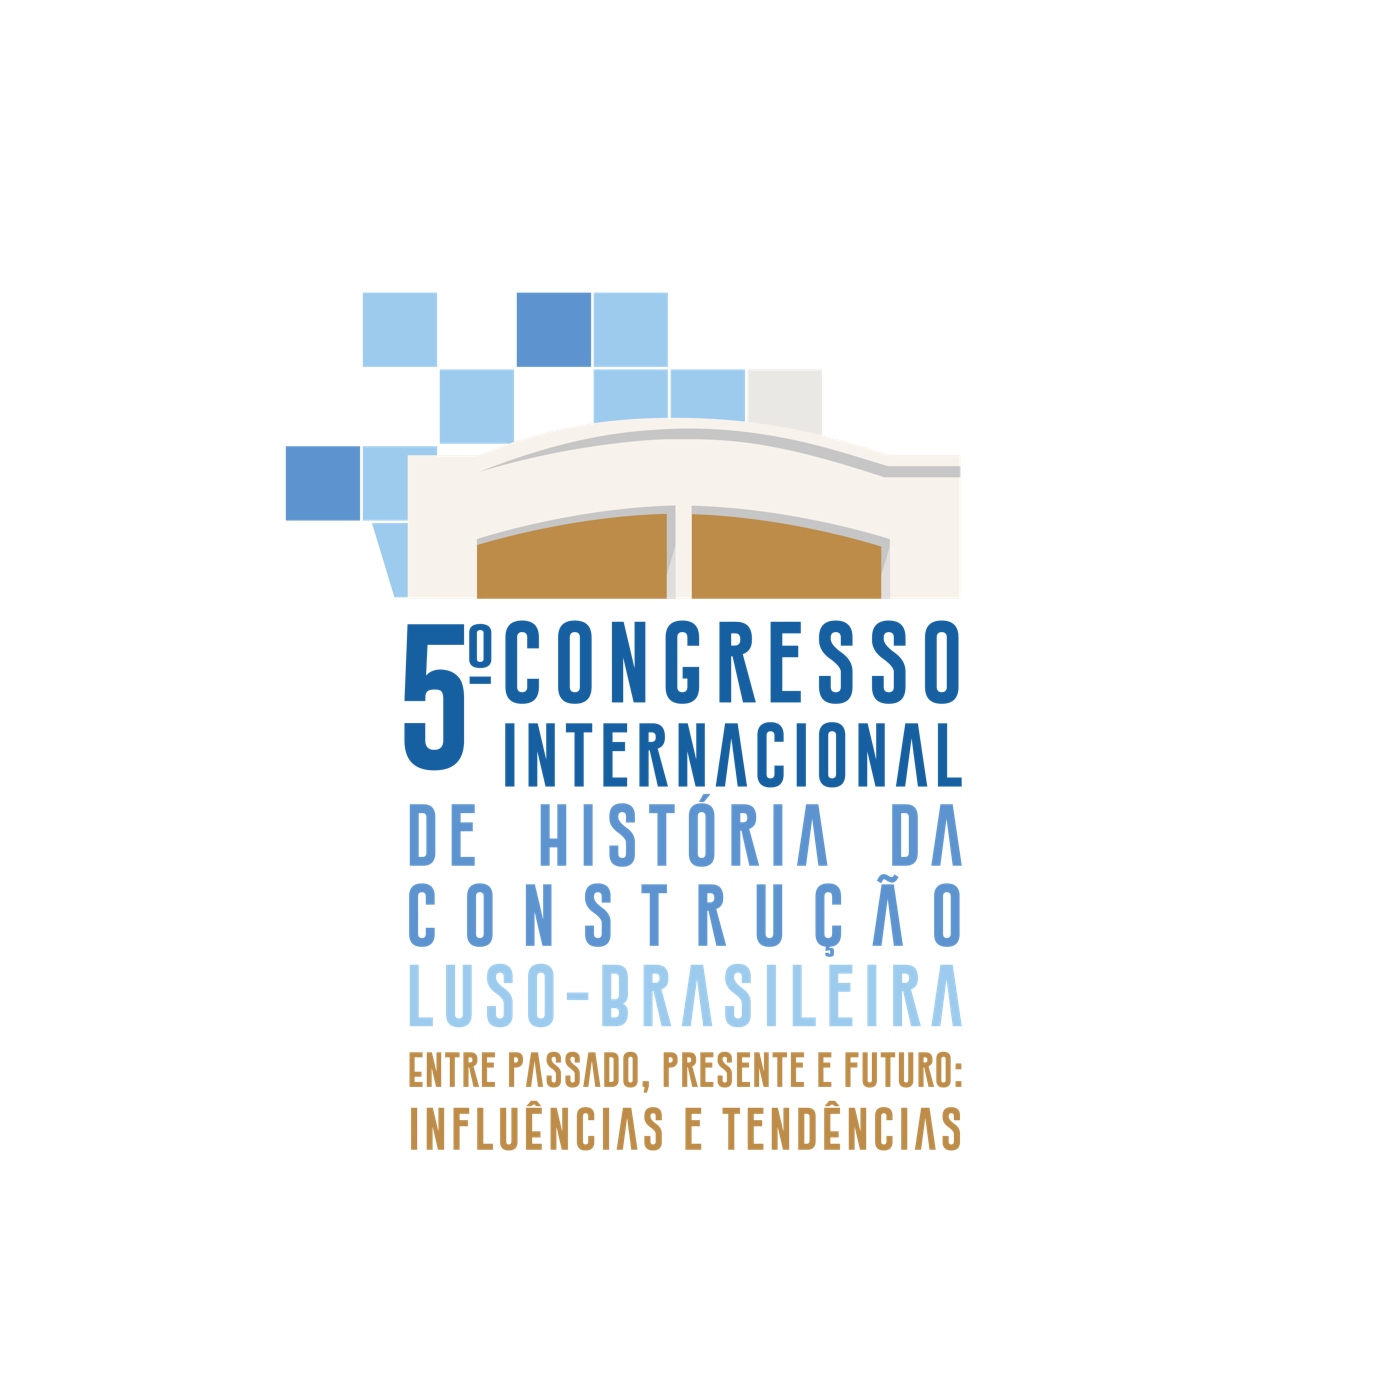 5º CONGRESSO
INTERNACIONAL
DE HISTÓRIA DA
CONSTRUÇÃO
LUSO-BRASILEIRA
ENTRE PASSADO, PRESENTE E FUTURO:
INFLUÊNCIAS E TENDÊNCIAS